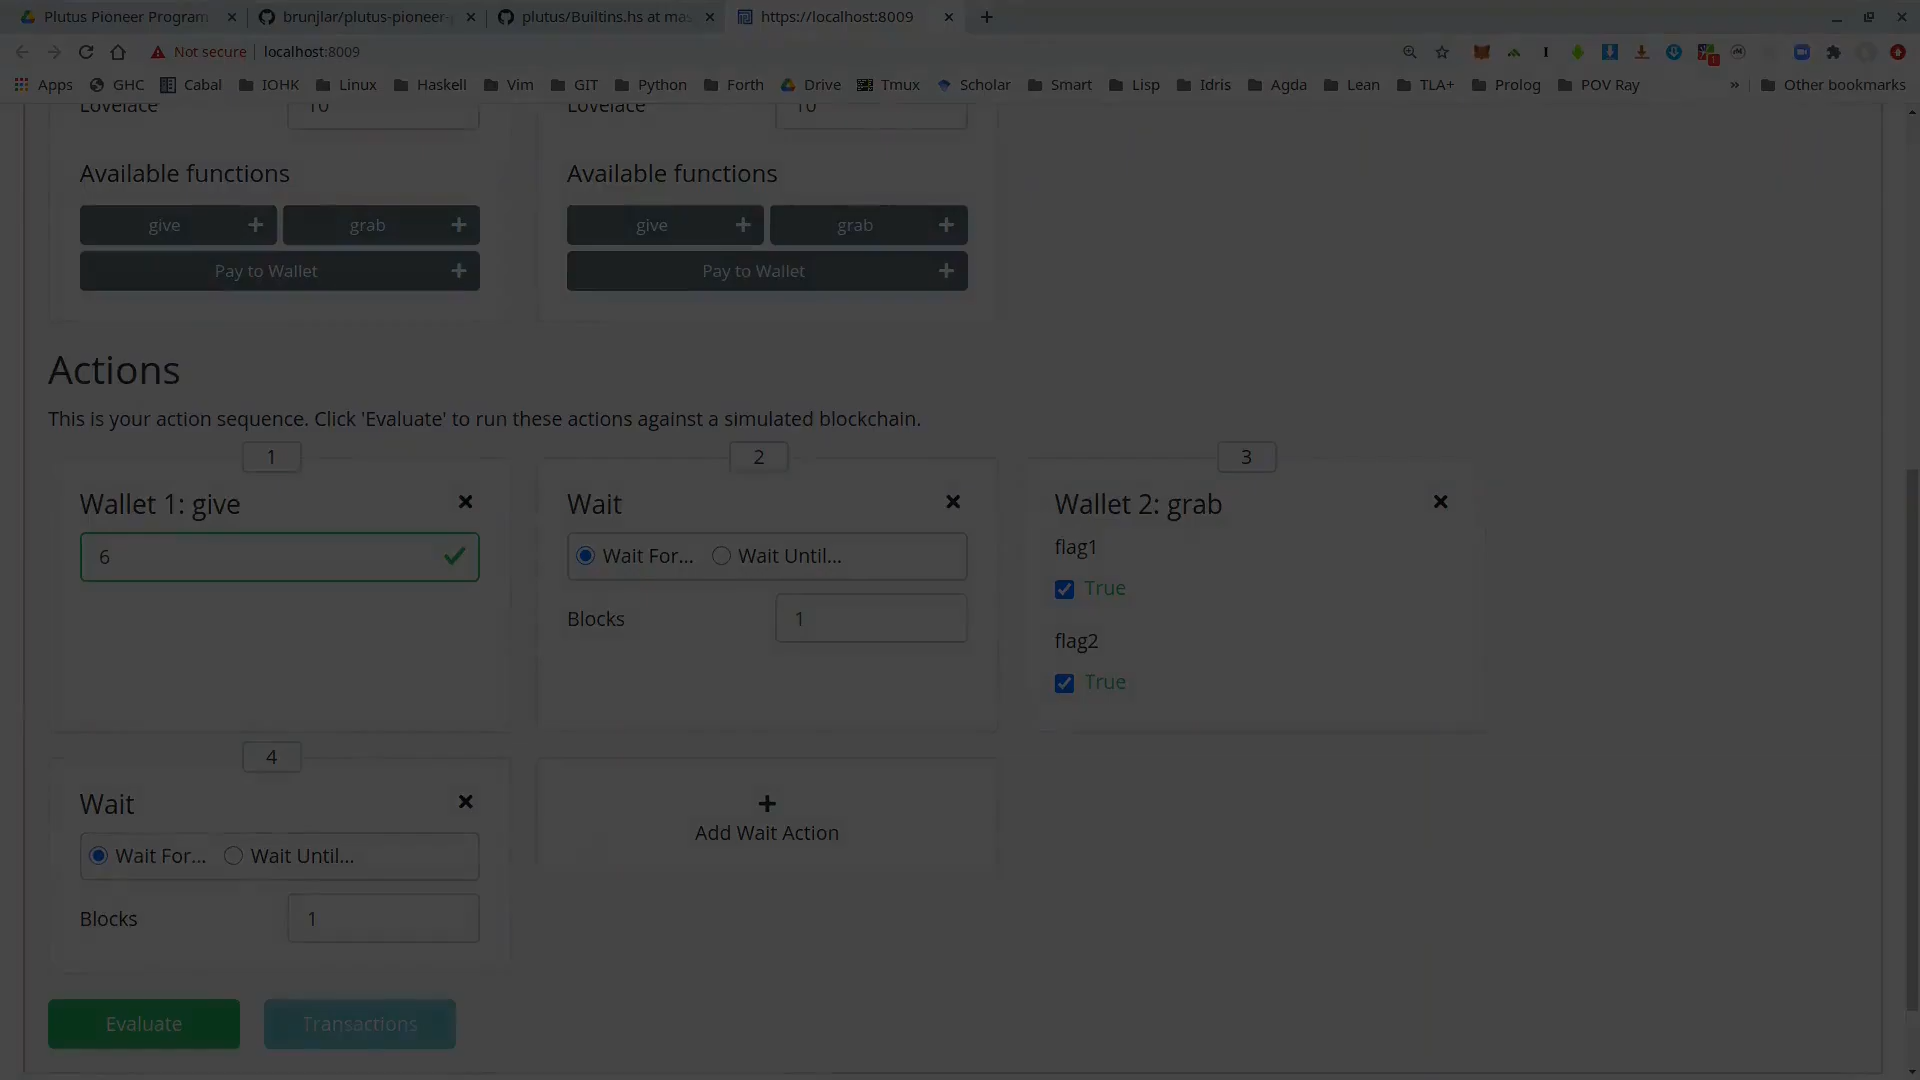 Plutus Pioneer Program
brunjlar/plutus-pioneer-p
plutus/Builtins.hs at mas
https://localhost:8009
Not secure localhost:8009
Apps GHC Cabal IOHK Linux Haskell Vim GIT Python Forth Drive Tmux Scholar Smart Lisp Idris Agda Lean TLA+ Prolog POV Ray » Other bookmarks
Lovelace 10 Lovelace 10
Available functions Available functions
give grab give grab
Pay to Wallet Pay to Wallet
Actions
This is your action sequence. Click 'Evaluate' to run these actions against a simulated blockchain.
1 2 3
Wallet 1: give Wait Wallet 2: grab
6 Wait For... Wait Until... flag1
True
Blocks 1
flag2
True
4
Wait
Add Wait Action
Wait For... Wait Until...
Blocks 1
Evaluate Transactions